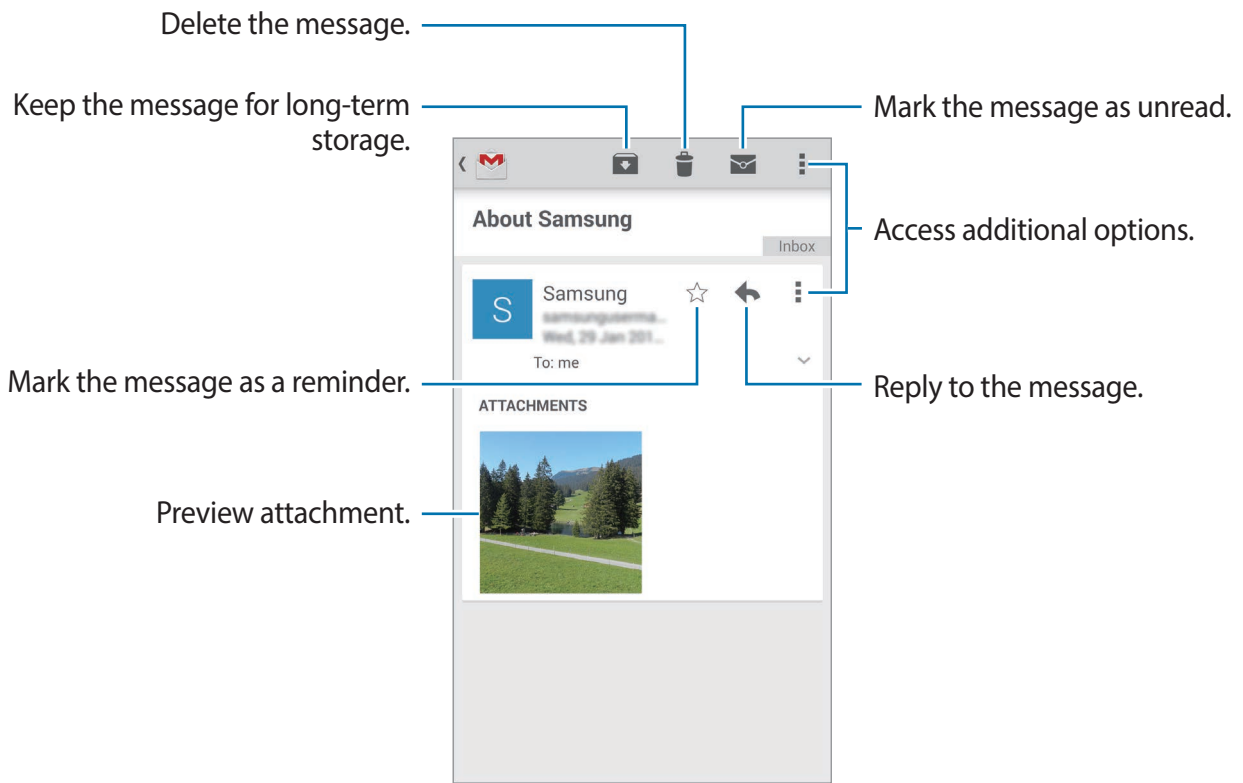 Delete the message.
Keep the message for long-term
storage.
Mark the message as unread.
About Samsung
Access additional options.
Inbox
S
Samsung
To: me
Mark the message as a reminder.
Reply to the message.
ATTACHMENTS
Preview attachment.